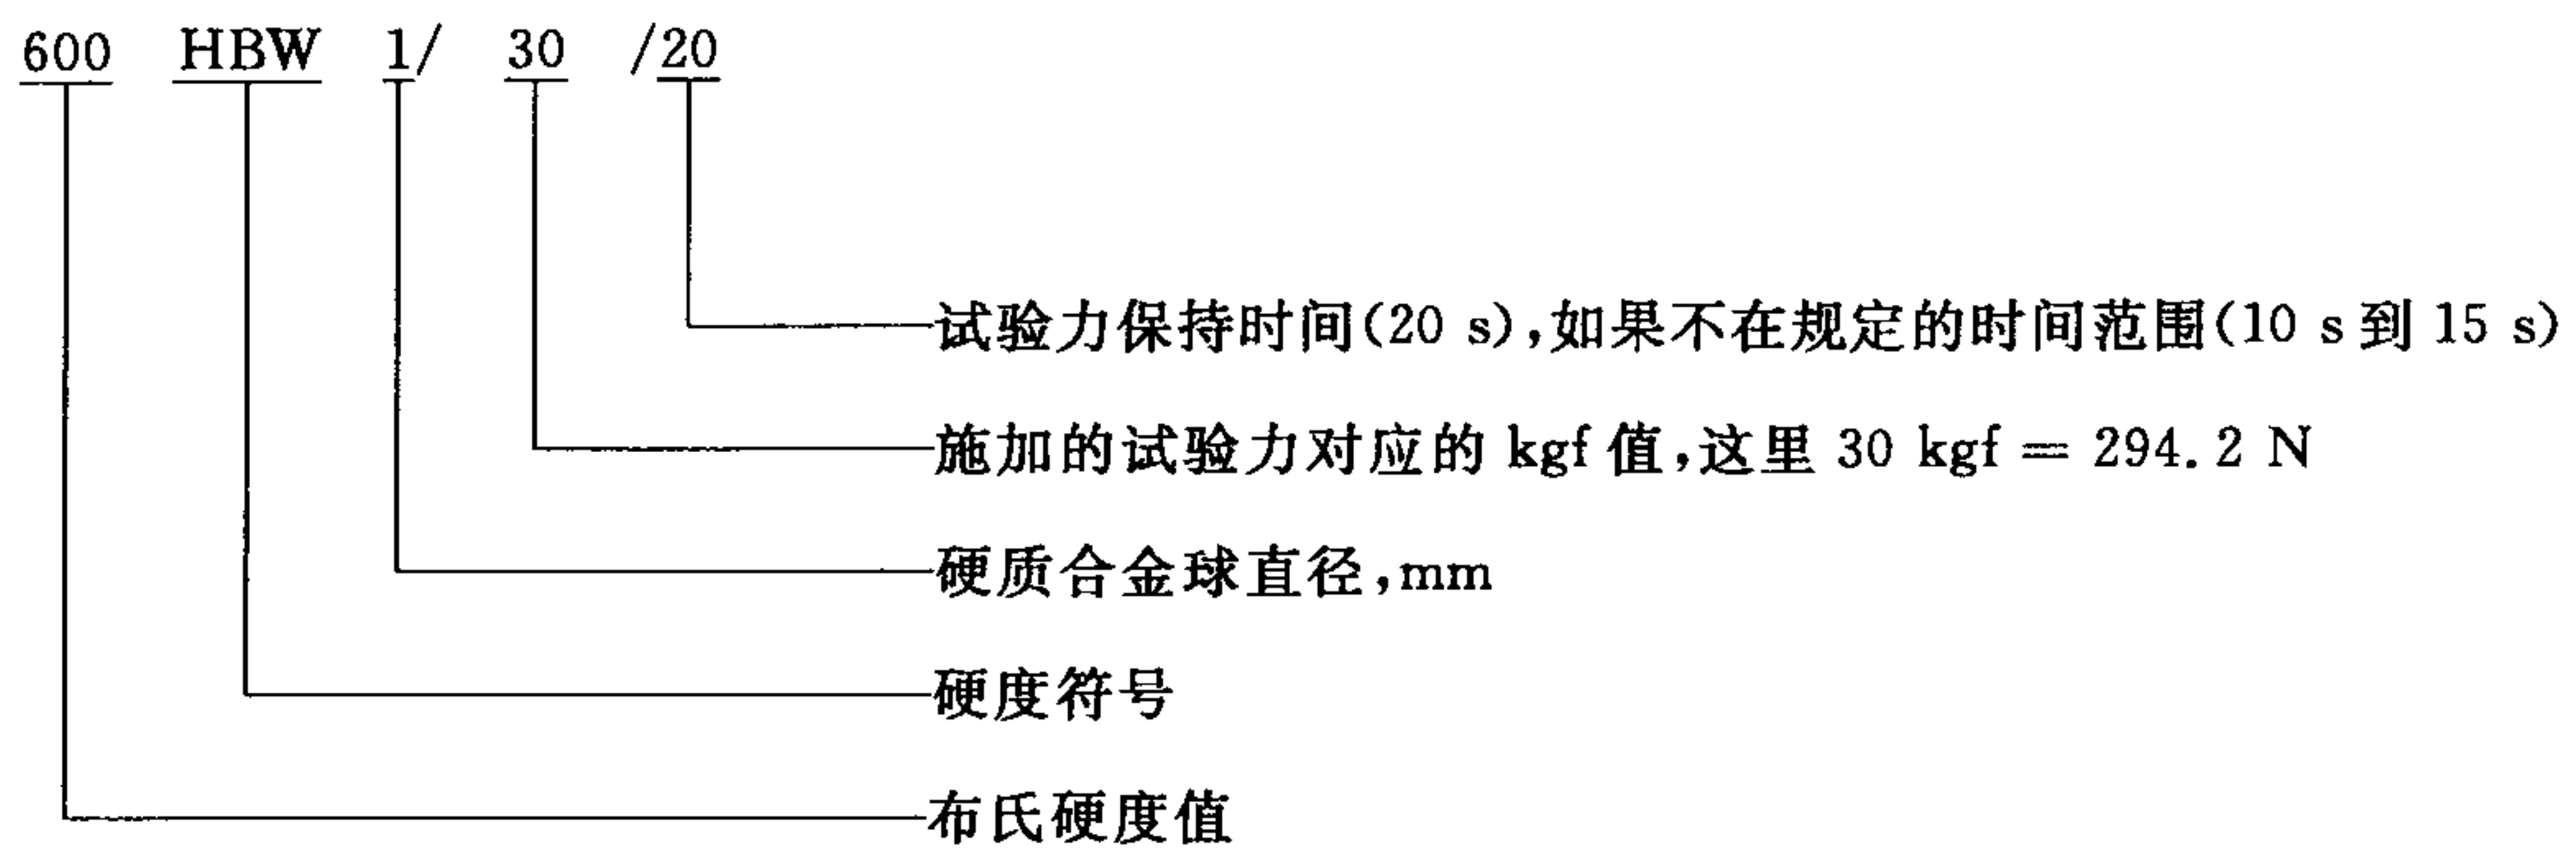 600 HBW 1/ 30 /20
试验力保持时间(20 s),如果不在规定的时间范围(10 s到 15 s)
施加的试验力对应的 kgf 值,这里 30 kgf = 294.2 N
硬质合金球直径,mm
硬度符号
布氏硬度值